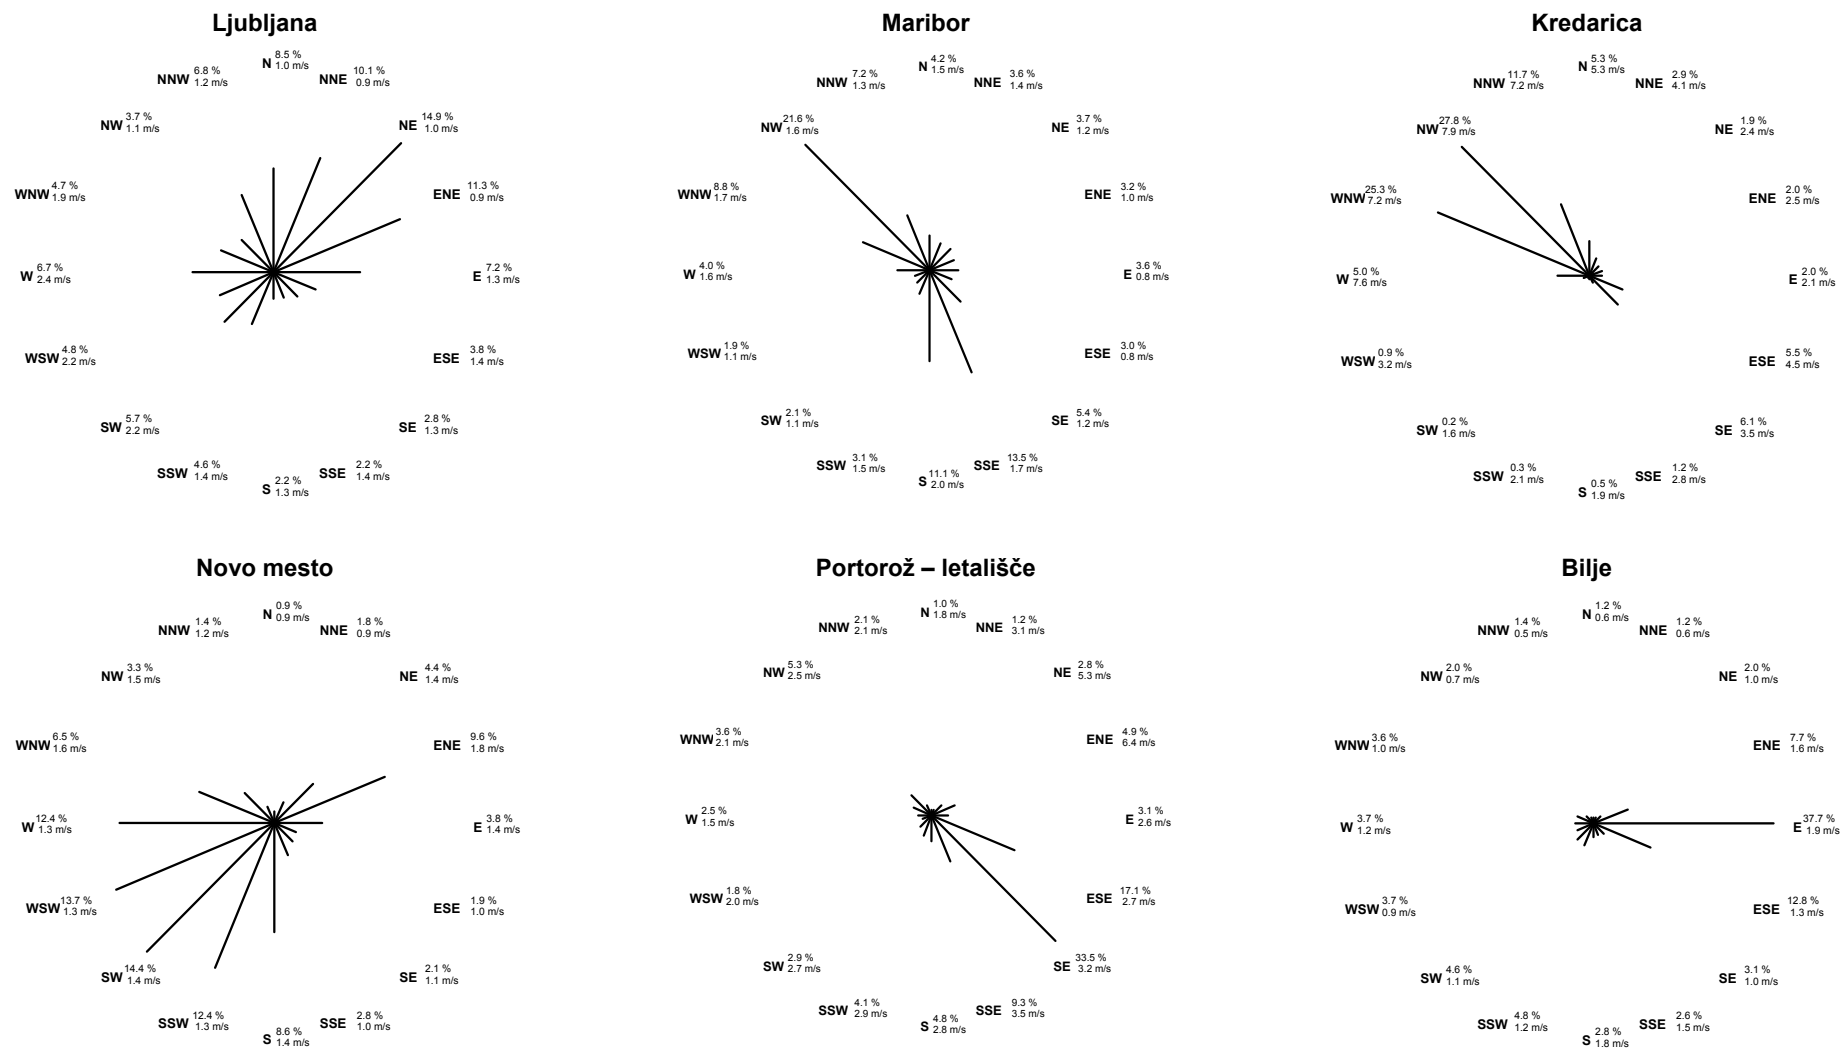 Ljubljana
N 8.5 %
1.0 m/s
NNE 10.1 %
0.9 m/s
NE 14.9 %
1.0 m/s
ENE 11.3 %
0.9 m/s
E 7.2 %
1.3 m/s
ESE 3.8 %
1.4 m/s
SE 2.8 %
1.3 m/s
SSE 2.2 %
1.4 m/s
S 2.2 %
1.3 m/s
SSW 4.6 %
1.4 m/s
SW 5.7 %
2.2 m/s
WSW 4.8 %
2.2 m/s
W 6.7 %
2.4 m/s
WNW 4.7 %
1.9 m/s
NW 3.7 %
1.1 m/s
NNW 6.8 %
1.2 m/s
Maribor
N 4.2 %
1.5 m/s
NNE 3.6 %
1.4 m/s
NE 3.7 %
1.2 m/s
ENE 3.2 %
1.0 m/s
E 3.6 %
0.8 m/s
ESE 3.0 %
0.8 m/s
SE 5.4 %
1.2 m/s
SSE 13.5 %
1.7 m/s
S 11.1 %
2.0 m/s
SSW 3.1 %
1.5 m/s
SW 2.1 %
1.1 m/s
WSW 1.9 %
1.1 m/s
W 4.0 %
1.6 m/s
WNW 8.8 %
1.7 m/s
NW 21.6 %
1.6 m/s
NNW 7.2 %
1.3 m/s
Kredarica
N 5.3 %
5.3 m/s
NNE 2.9 %
4.1 m/s
NE 1.9 %
2.4 m/s
ENE 2.0 %
2.5 m/s
E 2.0 %
2.1 m/s
ESE 5.5 %
4.5 m/s
SE 6.1 %
3.5 m/s
SSE 1.2 %
2.8 m/s
S 0.5 %
1.9 m/s
SSW 0.3 %
2.1 m/s
SW 0.2 %
1.6 m/s
WSW 0.9 %
3.2 m/s
W 5.0 %
7.6 m/s
WNW 25.3 %
7.2 m/s
NW 27.8 %
7.9 m/s
NNW 11.7 %
7.2 m/s
Novo mesto
N 0.9 %
0.9 m/s
NNE 1.8 %
0.9 m/s
NE 4.4 %
1.4 m/s
ENE 9.6 %
1.8 m/s
E 3.8 %
1.4 m/s
ESE 1.9 %
1.0 m/s
SE 2.1 %
1.1 m/s
SSE 2.8 %
1.0 m/s
S 8.6 %
1.4 m/s
SSW 12.4 %
1.3 m/s
SW 14.4 %
1.4 m/s
WSW 13.7 %
1.3 m/s
W 12.4 %
1.3 m/s
WNW 6.5 %
1.6 m/s
NW 3.3 %
1.5 m/s
NNW 1.4 %
1.2 m/s
Portorož – letališče
N 1.0 %
1.8 m/s
NNE 1.2 %
3.1 m/s
NE 2.8 %
5.3 m/s
ENE 4.9 %
6.4 m/s
E 3.1 %
2.6 m/s
ESE 17.1 %
2.7 m/s
SE 33.5 %
3.2 m/s
SSE 9.3 %
3.5 m/s
S 4.8 %
2.8 m/s
SSW 4.1 %
2.9 m/s
SW 2.9 %
2.7 m/s
WSW 1.8 %
2.0 m/s
W 2.5 %
1.5 m/s
WNW 3.6 %
2.1 m/s
NW 5.3 %
2.5 m/s
NNW 2.1 %
2.1 m/s
Bilje
N 1.2 %
0.6 m/s
NNE 1.2 %
0.6 m/s
NE 2.0 %
1.0 m/s
ENE 7.7 %
1.6 m/s
E 37.7 %
1.9 m/s
ESE 12.8 %
1.3 m/s
SE 3.1 %
1.0 m/s
SSE 2.6 %
1.5 m/s
S 2.8 %
1.8 m/s
SSW 4.8 %
1.2 m/s
SW 4.6 %
1.1 m/s
WSW 3.7 %
0.9 m/s
W 3.7 %
1.2 m/s
WNW 3.6 %
1.0 m/s
NW 2.0 %
0.7 m/s
NNW 1.4 %
0.5 m/s